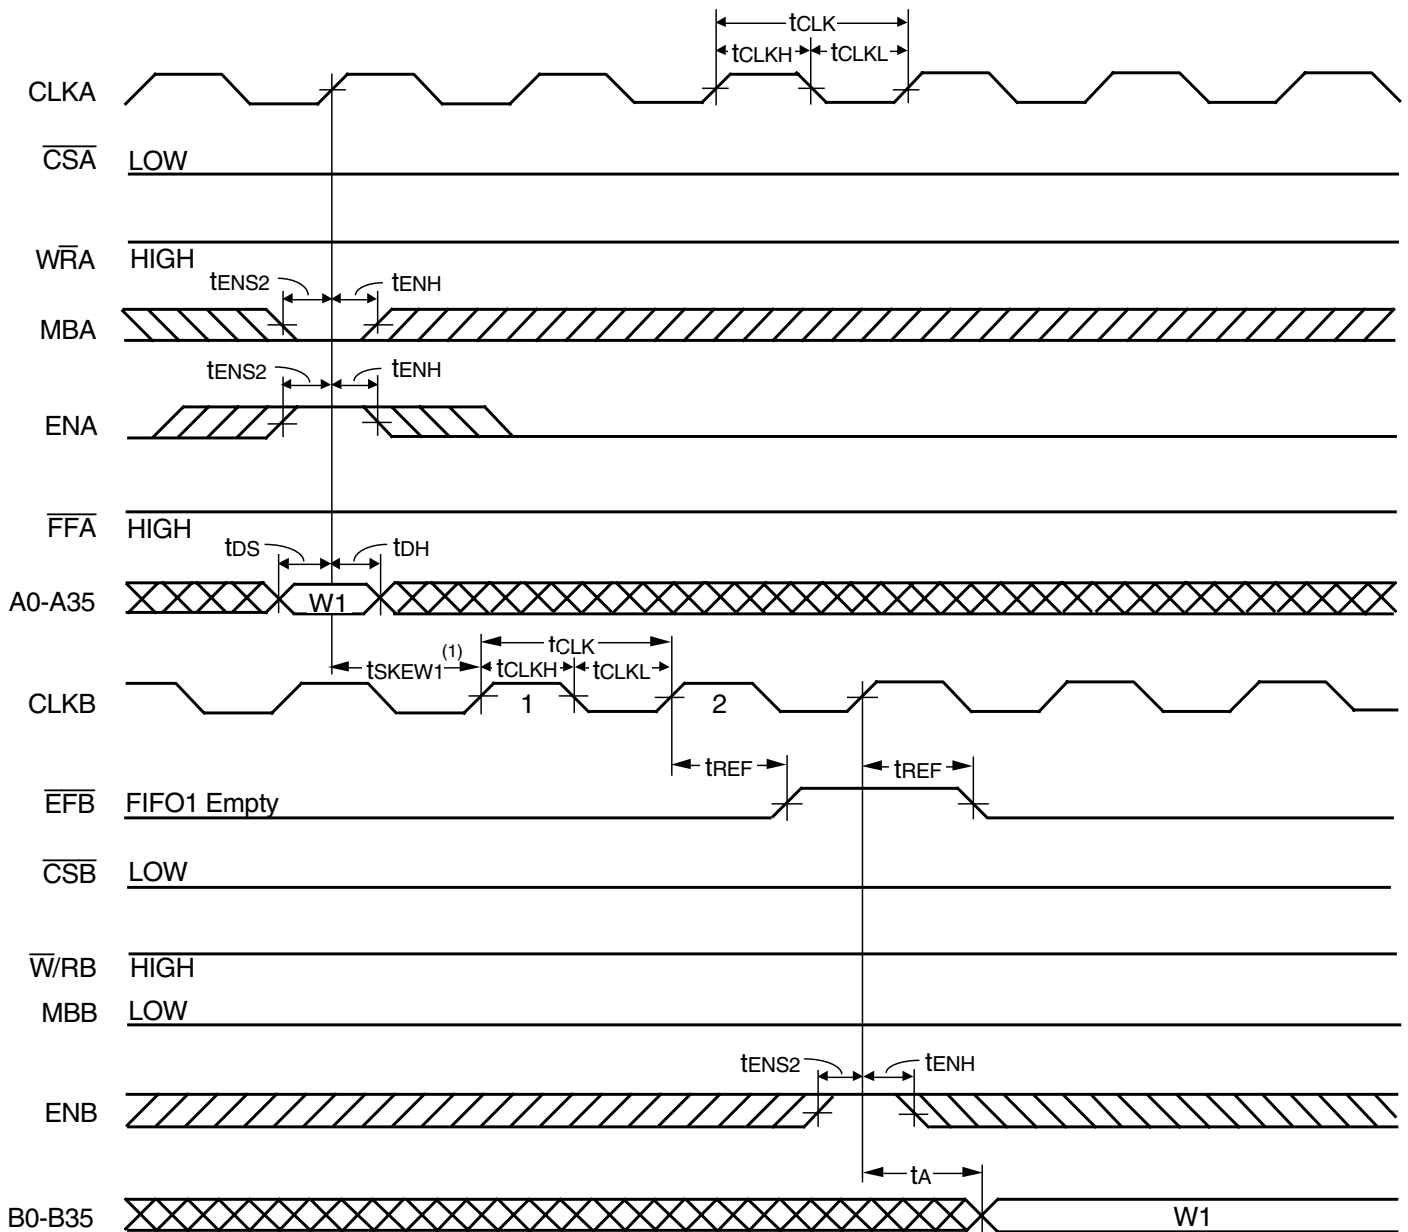 tCLK
tCLKH tCLKL
CLKA
CSA LOW
WRA HIGH
tENS2 tENH
MBA
tENS2 tENH
ENA
FFA HIGH
tDS tDH
A0-A35 W1
tSKEW1(1) tCLK
tCLKH tCLKL
CLKB 1 2
tREF tREF
EFB FIFO1 Empty
CSB LOW
W/RB HIGH
MBB LOW
tENS2 tENH
ENB
tA
B0-B35 W1